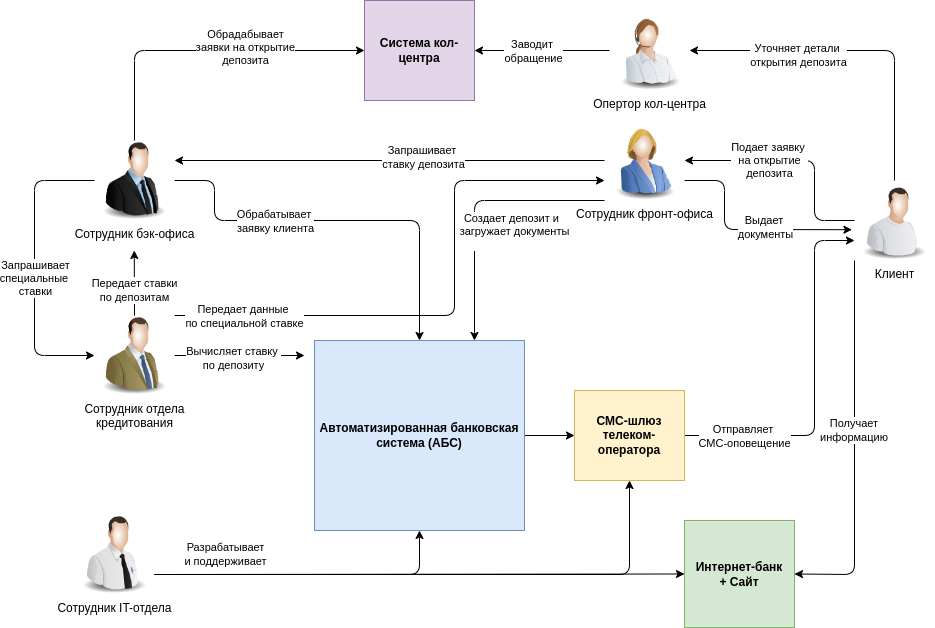 Обрадабывает
заявки на открытие
депозита
Система кол-
центра
Заводит
обращение
Опертор кол-центра
Уточняет детали
открытия депозита
Запрашивает
ставку депозита
Подает заявку
на открытие
депозита
Сотрудник фронт-офиса
Выдает
документы
Клиент
Сотрудник бэк-офиса
Обрабатывает
заявку клиента
Создает депозит и
загружает документы
Запрашивает
специальные
ставки
Передает ставки
по депозитам
Передает данные
по специальной ставке
Вычисляет ставку
по депозиту
Сотрудник отдела
кредитования
Автоматизированная банковская
система (АБС)
СМС-шлюз
телеком-
оператора
Отправляет
СМС-оповещение
Получает
информацию
Разрабатывает
и поддерживает
Сотрудник IT-отдела
Интернет-банк
+ Сайт